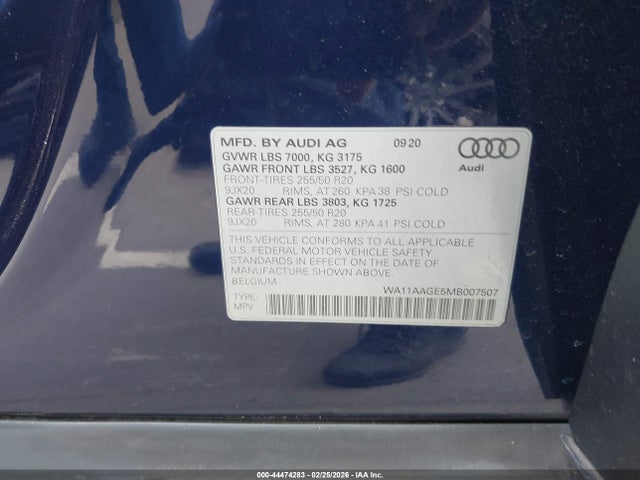 MFD. BY AUDI AG 09 20
GVWR LBS 7000, KG 3175
GAWR FRONT LBS 3527, KG 1600
FRONT-TIRES 255/50 R20
9JX20 RIMS, AT 260 KPA 38 PSI COLD
GAWR REAR LBS 3803, KG 1725
REAR-TIRES 255/50 R20
9JX20 RIMS, AT 280 KPA 41 PSI COLD
Audi
THIS VEHICLE CONFORMS TO ALL APPLICABLE
U.S. FEDERAL MOTOR VEHICLE SAFETY
STANDARDS IN EFFECT ON THE DATE OF
MANUFACTURE SHOWN ABOVE.
BELGIUM
WA11AAGE5MB007507
TYPE:
MPV
000-44474283 - 02/25/2026 - IAA Inc.